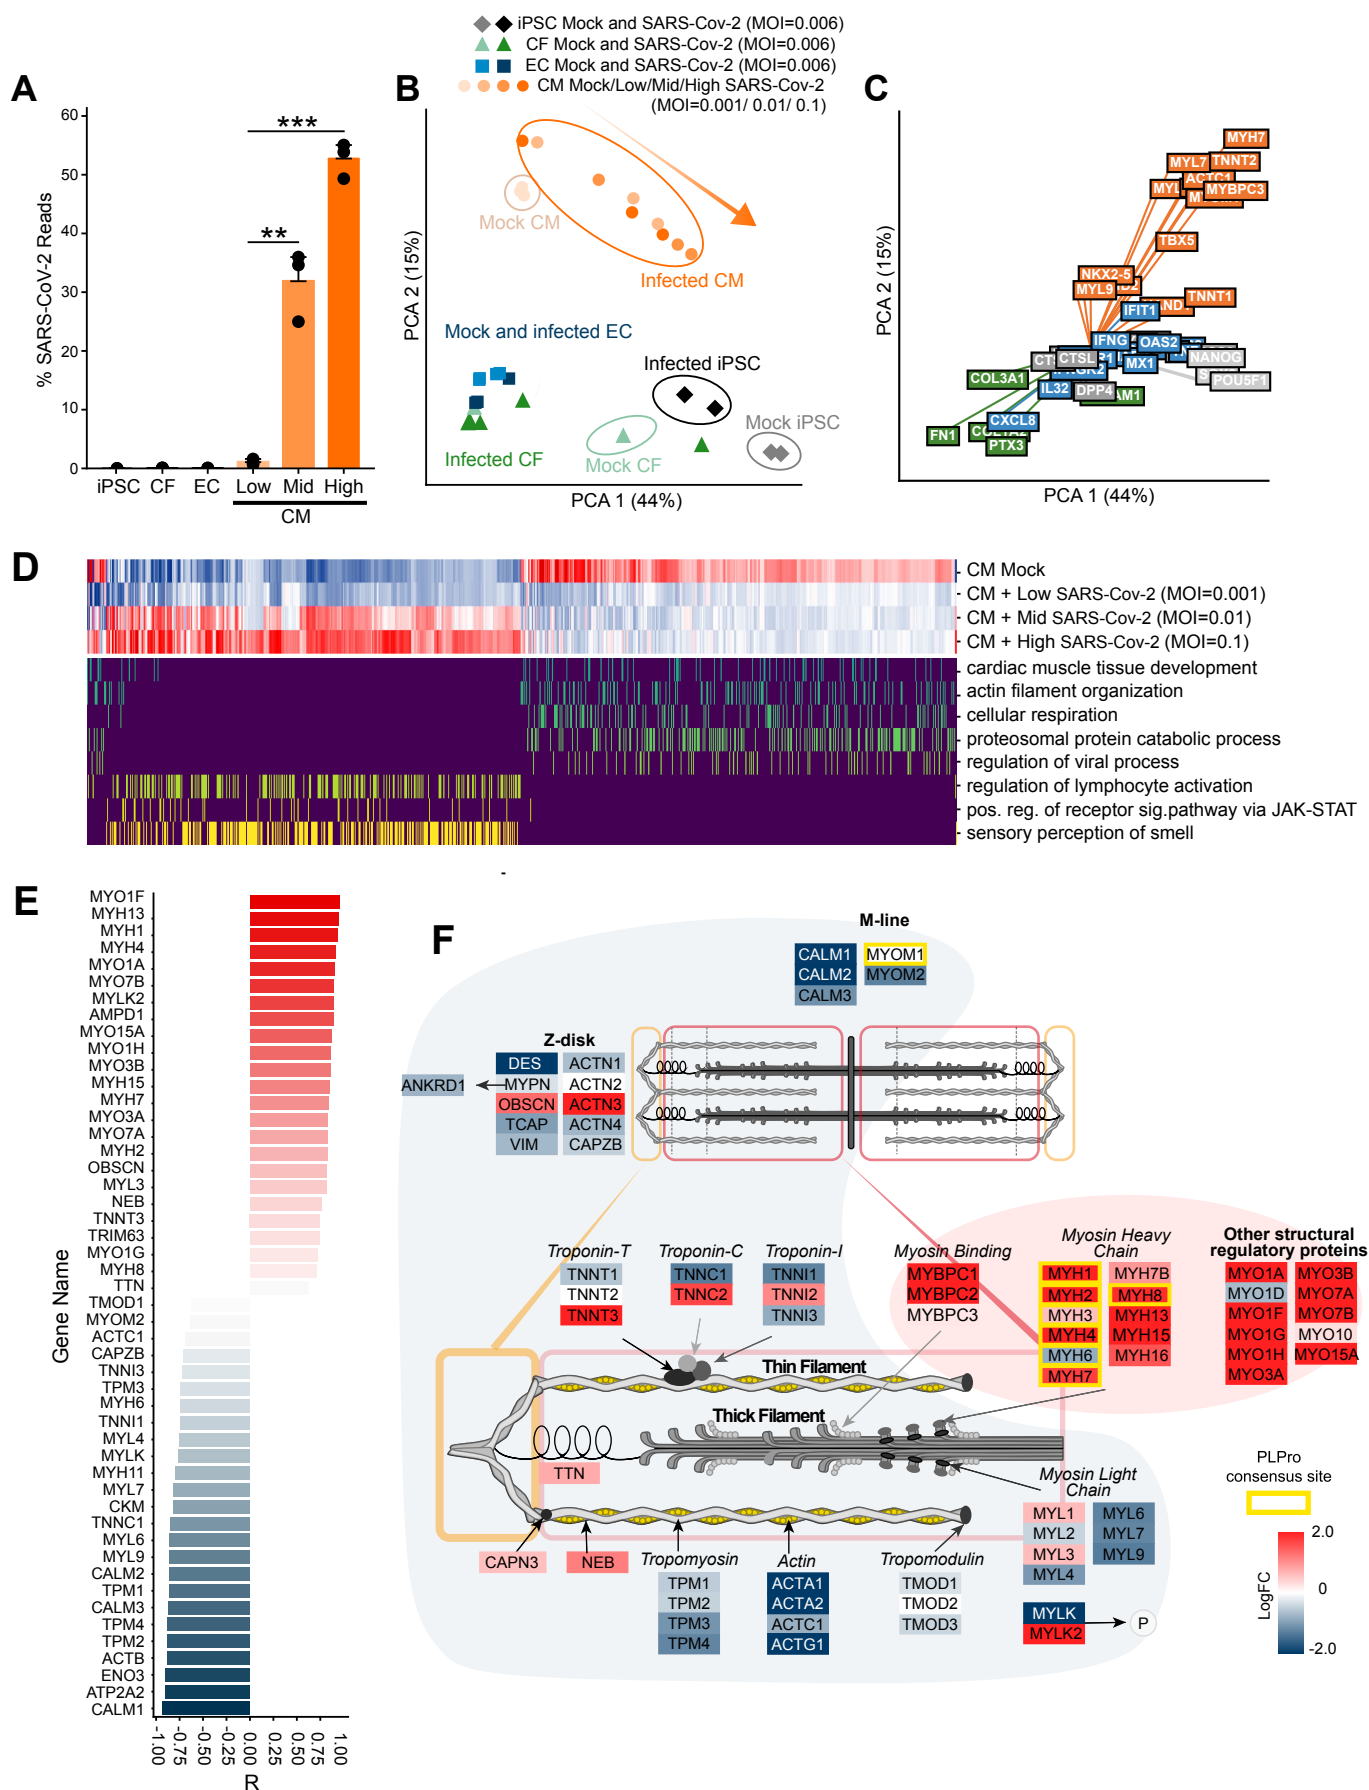 iPSC Mock and SARS-Cov-2 (MOI=0.006)
CF Mock and SARS-Cov-2 (MOI=0.006)
EC Mock and SARS-Cov-2 (MOI=0.006)
CM Mock/Low/Mid/High SARS-Cov-2
(MOI=0.001/ 0.01/ 0.1)
A
% SARS-CoV-2 Reads
60
50
40
30
20
10
0
***
**
iPSC
CF
EC
Low
Mid
High
CM
B
PCA 2 (15%)
Mock CM
Infected CM
Mock and infected EC
Infected iPSC
Mock iPSC
Infected CF
Mock CF
PCA 1 (44%)
C
PCA 2 (15%)
MYH7
MYL7
TNNT2
ACTC1
MYL
MYBPC3
TBX5
NKX2-5
MYL9
TNNT1
IFIT1
IFNG
OAS2
CTSL
MX1
NANOG
POU5F1
COL3A1
IL32
DPP4
CXCL8
FN1
PTX3
PCA 1 (44%)
D
CM Mock
CM + Low SARS-Cov-2 (MOI=0.001)
CM + Mid SARS-Cov-2 (MOI=0.01)
CM + High SARS-Cov-2 (MOI=0.1)
cardiac muscle tissue development
actin filament organization
cellular respiration
proteosomal protein catabolic process
regulation of viral process
regulation of lymphocyte activation
pos. reg. of receptor sig.pathway via JAK-STAT
sensory perception of smell
-
E
Gene Name
MYO1F
MYH13
MYH1
MYH4
MYO1A
MYO7B
MYLK2
AMPD1
MYO15A
MYO1H
MYO3B
MYH15
MYH7
MYO3A
MYO7A
MYH2
OBSCN
MYL3
NEB
TNNT3
TRIM63
MYO1G
MYH8
TTN
TMOD1
MYOM2
ACTC1
CAPZB
TNNI3
TPM3
MYH6
TNNI1
MYL4
MYLK
MYH11
MYL7
CKM
TNNC1
MYL6
MYL9
CALM2
TPM1
CALM3
TPM4
TPM2
ACTB
ENO3
ATP2A2
CALM1
-1.00
-0.75
-0.50
-0.25
0.00
0.25
0.50
0.75
1.00
R
F
M-line
CALM1 MYOM1
CALM2 MYOM2
CALM3
Z-disk
DES ACTN1
ANKRD1 MYPN ACTN2
OBSCN ACTN3
TCAP ACTN4
VIM CAPZB
Troponin-T
TNNT1
TNNT2
TNNT3
Troponin-C
TNNC1
TNNC2
Troponin-I
TNNI1
TNNI2
TNNI3
Myosin Binding
MYBPC1
MYBPC2
MYBPC3
Myosin Heavy
Chain
MYH1 MYH7B
MYH2 MYH8
MYH3 MYH13
MYH4 MYH15
MYH6 MYH16
MYH7
Other structural
regulatory proteins
MYO1A MYO3B
MYO1D MYO7A
MYO1F MYO7B
MYO1G MYO10
MYO1H MYO15A
MYO3A
Thin Filament
Thick Filament
TTN
CAPN3
NEB
Tropomyosin
TPM1
TPM2
TPM3
TPM4
Actin
ACTA1
ACTA2
ACTC1
ACTG1
Tropomodulin
TMOD1
TMOD2
TMOD3
Myosin Light
Chain
MYL1 MYL6
MYL2 MYL7
MYL3 MYL9
MYL4
MYLK
MYLK2
P
PLPro
consensus site
LogFC
2.0
0
-2.0